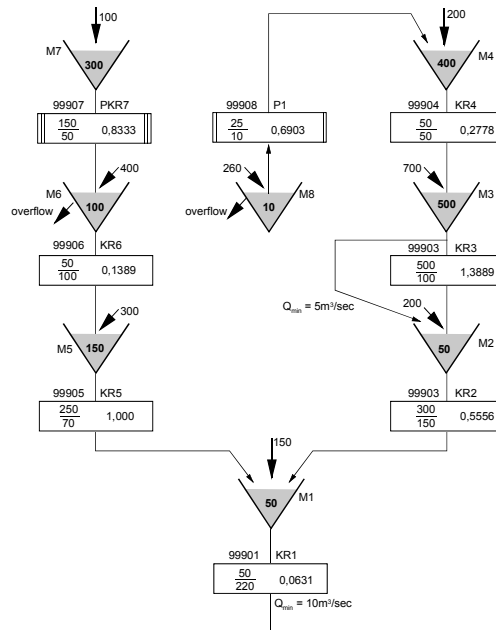 100
M7
300
99907 PKR7
150
50
0,8333
400
M6
100
overflow
99906 KR6
50
100
0,1389
300
M5
150
99905 KR5
250
70
1,000
99908 P1
25
10
0,6903
260
M8
10
overflow
200
M4
400
99904 KR4
50
50
0,2778
700
M3
500
99903 KR3
500
100
1,3889
Qmin = 5m³/sec
200
M2
50
99903 KR2
300
150
0,5556
150
M1
50
99901 KR1
50
220
0,0631
Qmin = 10m³/sec